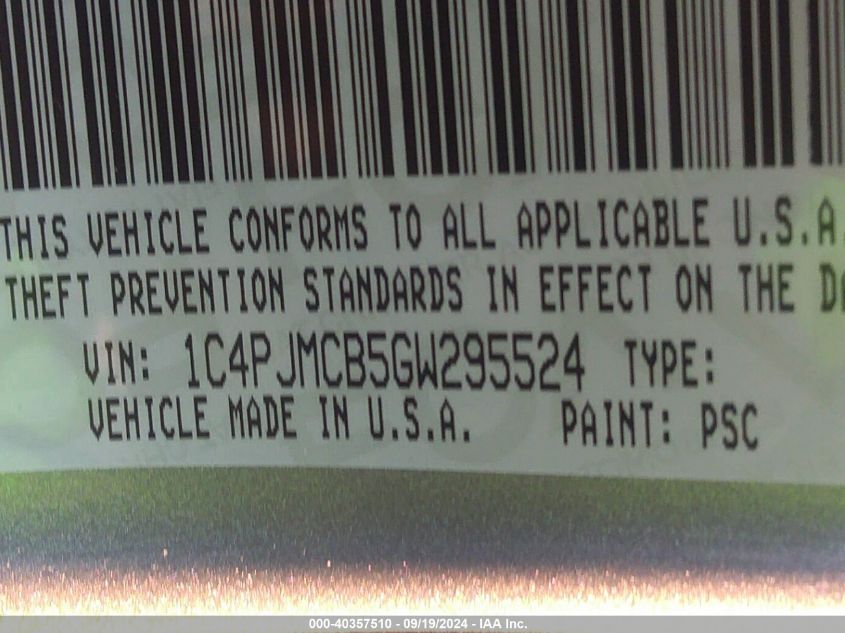 THIS VEHICLE CONFORMS TO ALL APPLICABLE U.S.A.
THEFT PREVENTION STANDARDS IN EFFECT ON THE
VIN: 1C4PJMCB5GW295524 TYPE:
VEHICLE MADE IN U.S.A. PAINT: PSC
000-40357510 - 09/19/2024 - IAA Inc.